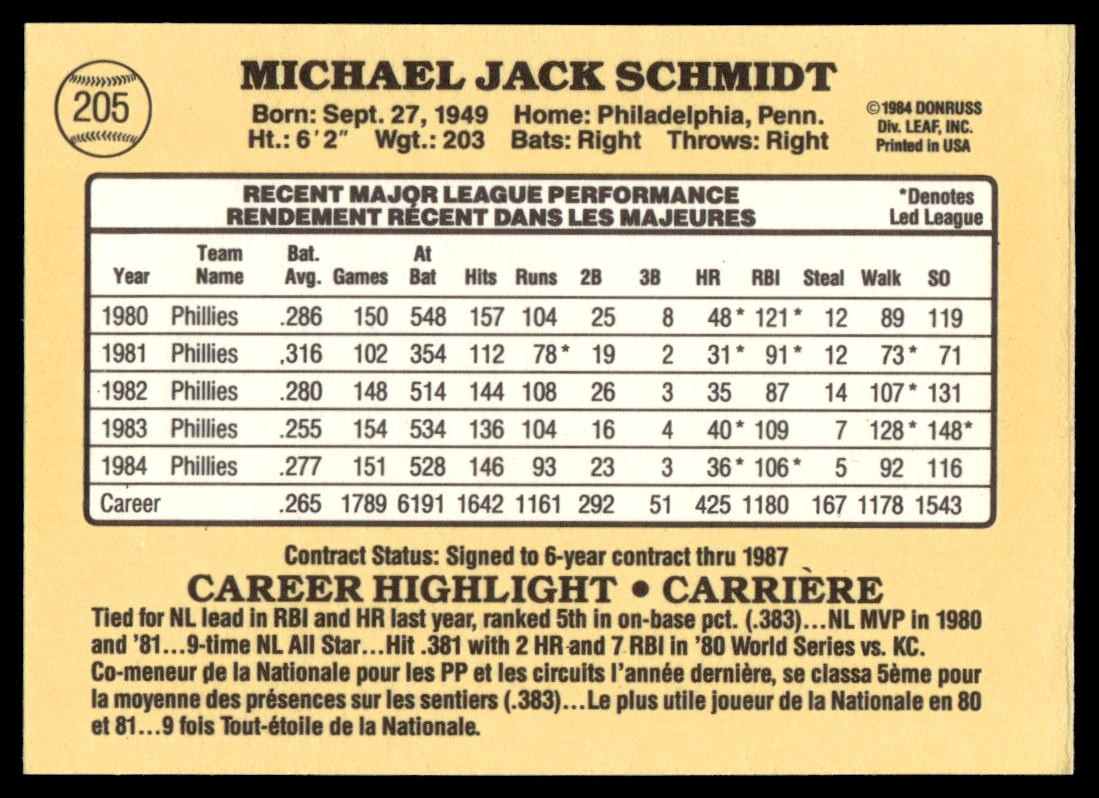 205
MICHAEL JACK SCHMIDT
Born: Sept. 27, 1949 Home: Philadelphia, Penn.
Ht.: 6'2" Wgt.: 203 Bats: Right Throws: Right
©1984 DONRUSS
Div. LEAF, INC.
Printed in USA
RECENT MAJOR LEAGUE PERFORMANCE
RENDEMENT RÉCENT DANS LES MAJEURES
*Denotes
Led League
Year Team Name Bat. Avg. Games At Bat Hits Runs 2B 3B HR RBI Steal Walk SO
1980 Phillies .286 150 548 157 104 25 8 48* 121* 12 89 119
1981 Phillies .316 102 354 112 78* 19 2 31* 91* 12 73* 71
1982 Phillies .280 148 514 144 108 26 3 35 87 14 107* 131
1983 Phillies .255 154 534 136 104 16 4 40* 109 7 128* 148*
1984 Phillies .277 151 528 146 93 23 3 36* 106* 5 92 116
Career .265 1789 6191 1642 1161 292 51 425 1180 167 1178 1543
Contract Status: Signed to 6-year contract thru 1987
CAREER HIGHLIGHT • CARRIÈRE
Tied for NL lead in RBI and HR last year, ranked 5th in on-base pct. (.383)...NL MVP in 1980
and '81...9-time NL All Star...Hit .381 with 2 HR and 7 RBI in '80 World Series vs. KC.
Co-meneur de la Nationale pour les PP et les circuits l'année dernière, se classa 5ème pour
la moyenne des présences sur les sentiers (.383)...Le plus utile joueur de la Nationale en 80
et 81...9 fois Tout-étoile de la Nationale.